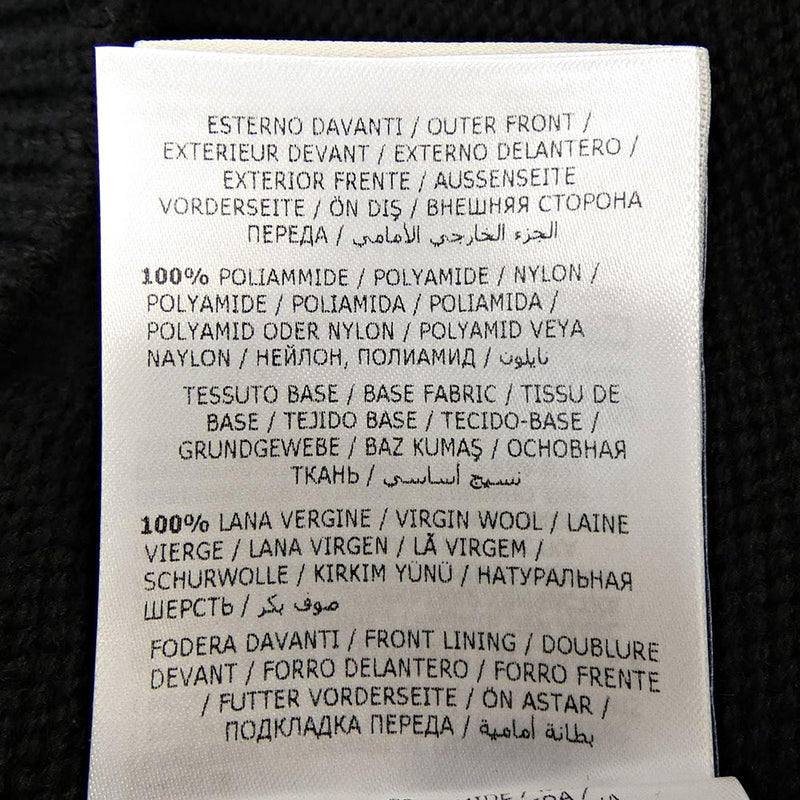 ESTERNO DAVANTI / OUTER FRONT /
EXTERIEUR DEVANT / EXTERNO DELANTERO /
EXTERIOR FRENTE / AUSSENSEITE
VORDERSEITE / ÖN DIŞ / ВНЕШНЯЯ СТОРОНА
ПЕРЕДА / الجزء الخارجي الأمامي
100% POLIAMMIDE / POLYAMIDE / NYLON /
POLYAMIDE / POLIAMIDA / POLIAMIDA /
POLYAMID ODER NYLON / POLYAMID VEYA
NAYLON / НЕЙЛОН, ПОЛИАМИД / نايلون
TESSUTO BASE / BASE FABRIC / TISSU DE
BASE / TEJIDO BASE / TECIDO-BASE /
GRUNDGEWEBE / BAZ KUMAŞ / ОСНОВНАЯ
ТКАНЬ / نسيج أساسي
100% LANA VERGINE / VIRGIN WOOL / LAINE
VIERGE / LANA VIRGEN / LÃ VIRGEM /
SCHURWOLLE / KIRKIM YÜNÜ / НАТУРАЛЬНАЯ
ШЕРСТЬ / صوف بكر
FODERA DAVANTI / FRONT LINING / DOUBLURE
DEVANT / FORRO DELANTERO / FORRO FRENTE
/ FUTTER VORDERSEITE / ÖN ASTAR /
ПОДКЛАДКА ПЕРЕДА / بطانة أمامية